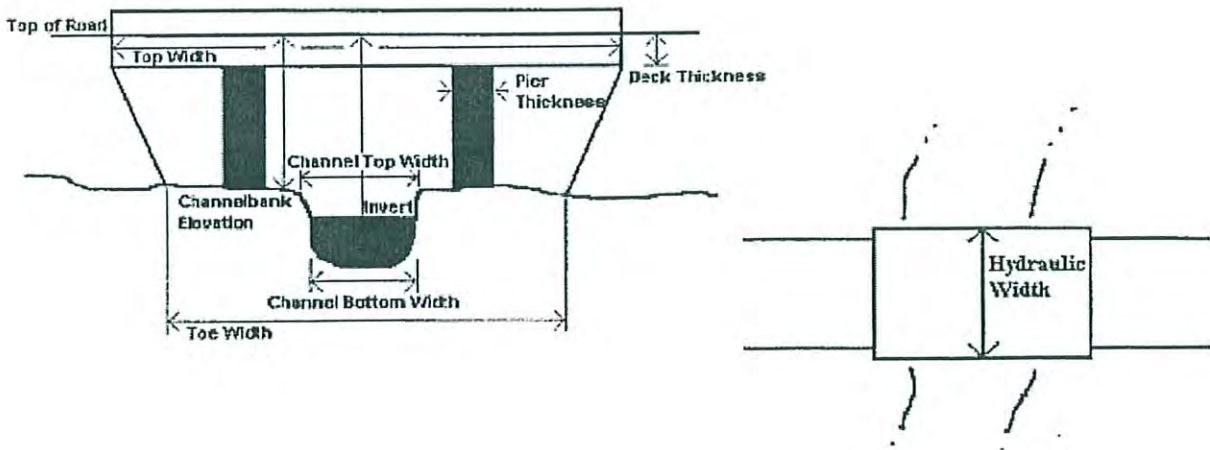 Top of Road
Top Width
Deck Thickness
Pier
Thickness
Channel Top Width
Channelbank
Elevation
Invert
Channel Bottom Width
Toe Width
Hydraulic
Width